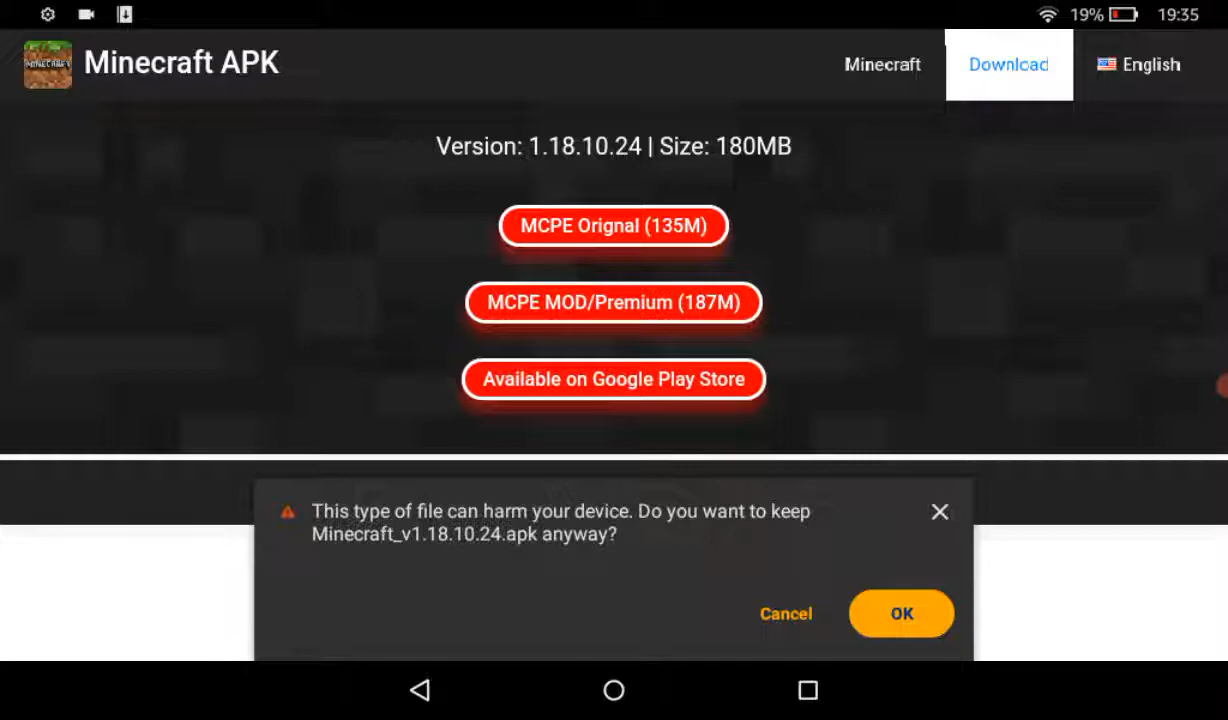 19% 19:35
Minecraft APK Minecraft Download English
Version: 1.18.10.24 | Size: 180MB
MCPE Orignal (135M)
MCPE MOD/Premium (187M)
Available on Google Play Store
This type of file can harm your device. Do you want to keep
Minecraft_v1.18.10.24.apk anyway?
Cancel OK